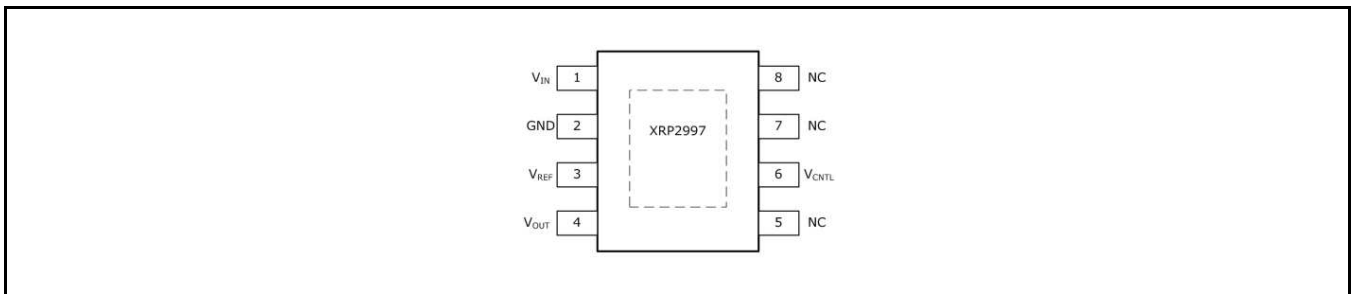 V_IN 1 8 NC
GND 2 XRP2997 7 NC
V_REF 3 6 V_CNTL
V_OUT 4 5 NC